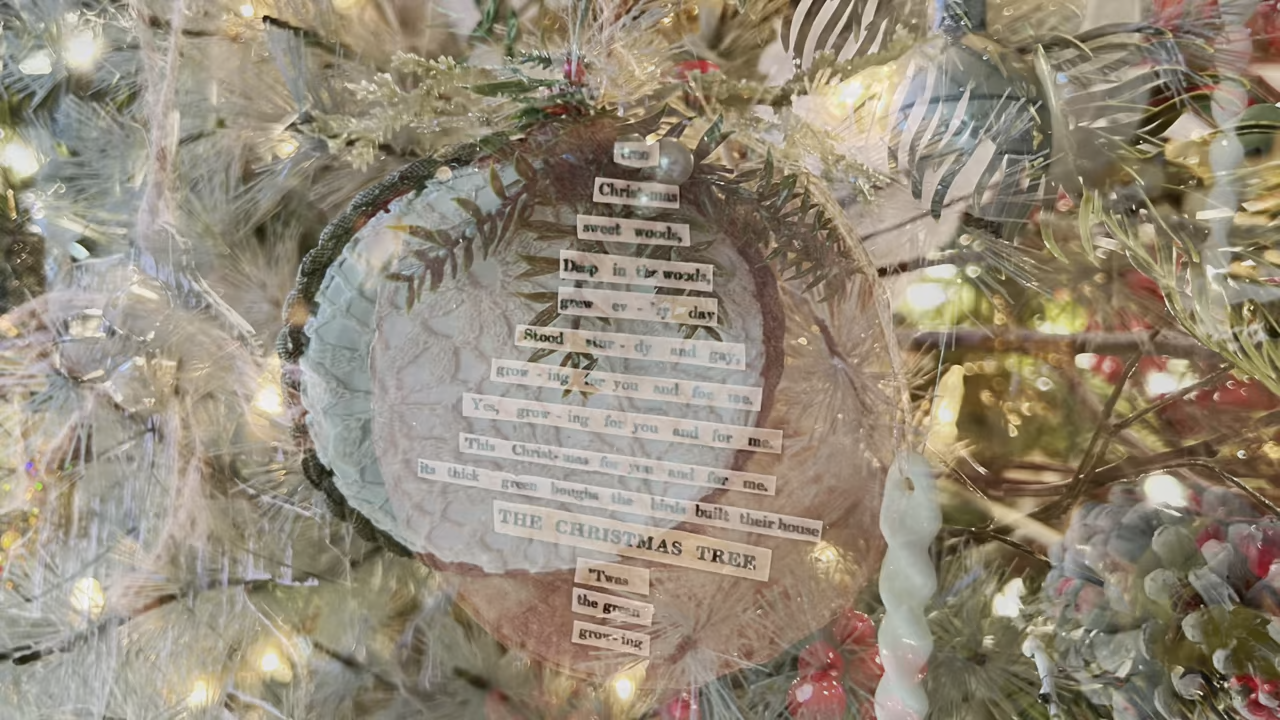 tree
Christ-mas
sweet woods,
Deep in the woods,
grew ev - 'ry day
Stood stur - dy and gay,
grow - ing for you and for me.
Yes, grow - ing for you and for me.
This Christ-mas for you and for me.
its thick green boughs the birds built their house
THE CHRISTMAS TREE
'Twas
the green
grow-ing